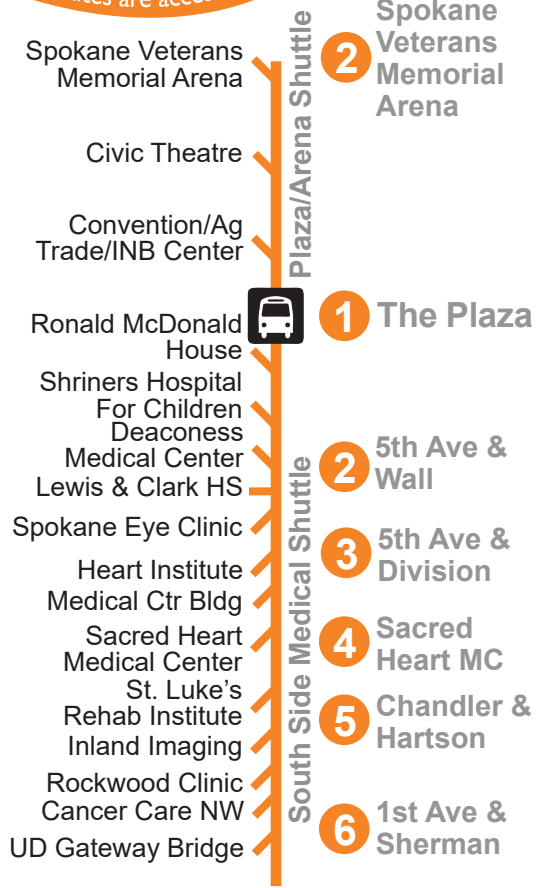 Spokane Veterans
Memorial Arena
Civic Theatre
Convention/Ag
Trade/INB Center
Ronald McDonald
House
Shriners Hospital
For Children
Deaconess
Medical Center
Lewis & Clark HS
Spokane Eye Clinic
Heart Institute
Medical Ctr Bldg
Sacred Heart
Medical Center
St. Luke's
Rehab Institute
Inland Imaging
Rockwood Clinic
Cancer Care NW
UD Gateway Bridge
Plaza/Arena Shuttle
South Side Medical Shuttle
2 Spokane
Veterans
Memorial
Arena
1 The Plaza
2 5th Ave &
Wall
3 5th Ave &
Division
4 Sacred
Heart MC
5 Chandler &
Hartson
6 1st Ave &
Sherman